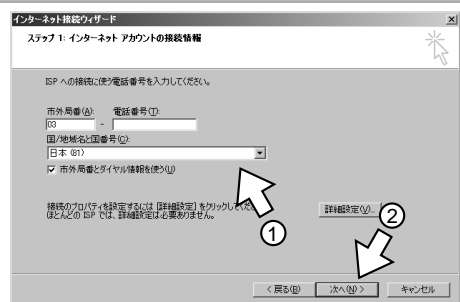 インターネット接続ウィザード
ステップ 1: インターネット アカウントの接続情報
ISP への接続に使う電話番号を入力してください。
市外局番(A): 電話番号(T):
03 -
国/地域名と国番号(C):
日本 (81)
市外局番とダイヤル情報を使う(U)
接続のプロパティを設定するには [詳細設定] をクリックしてください
ほとんどの ISP では、詳細設定は必要ありません。
詳細設定(V)...
①
②
< 戻る(B) 次へ(N) > キャンセル